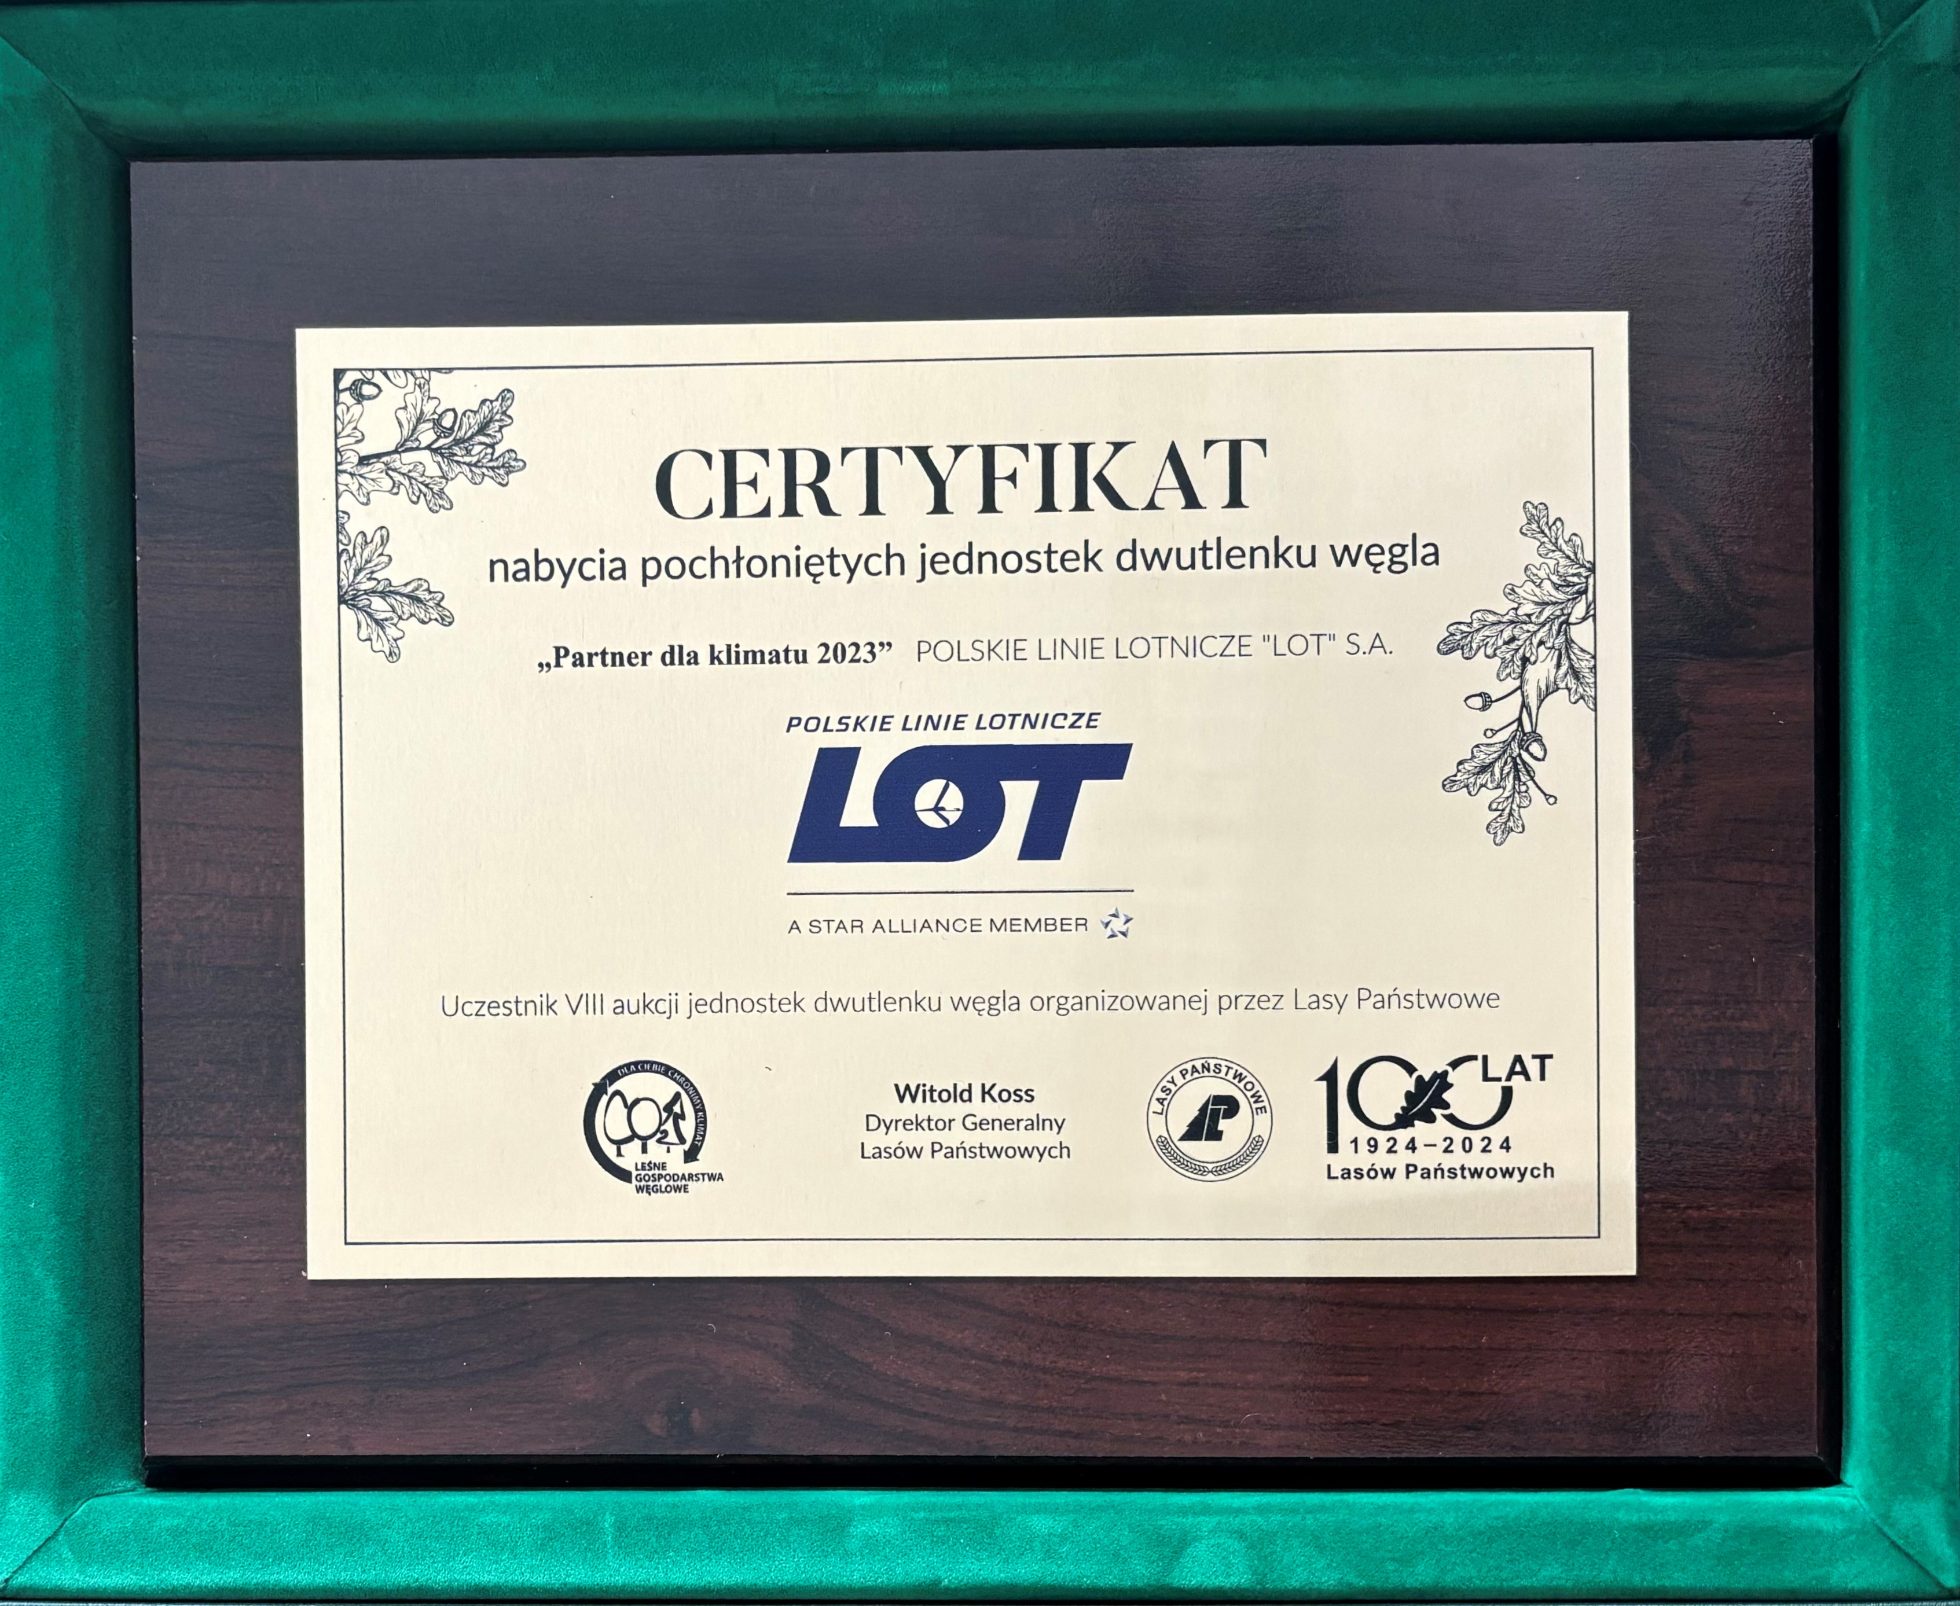 CERTYFIKAT
nabycia pochłoniętych jednostek dwutlenku węgla
„Partner dla klimatu 2023” POLSKIE LINIE LOTNICZE "LOT" S.A.
POLSKIE LINIE LOTNICZE
LOT
A STAR ALLIANCE MEMBER
Uczestnik VIII aukcji jednostek dwutlenku węgla organizowanej przez Lasy Państwowe
DLA CIEBIE CHRONIMY KLIMAT
CO2
LEŚNE
GOSPODARSTWA
WĘGLOWE
Witold Koss
Dyrektor Generalny
Lasów Państwowych
LASY PAŃSTWOWE
LP
100 LAT
1924–2024
Lasów Państwowych